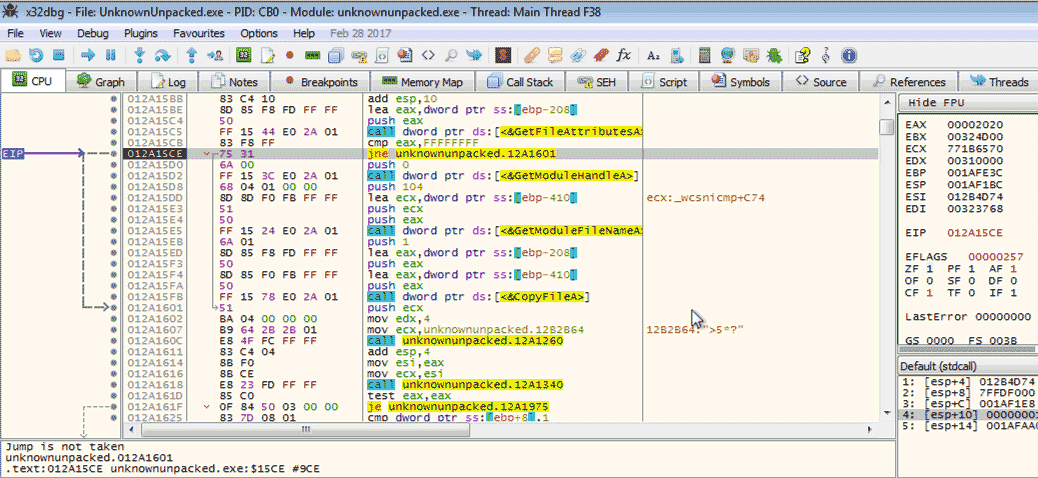 x32dbg - File: UnknownUnpacked.exe - PID: CB0 - Module: unknownunpacked.exe - Thread: Main Thread F38
File View Debug Plugins Favourites Options Help Feb 28 2017
CPU Graph Log Notes Breakpoints Memory Map Call Stack SEH Script Symbols Source References Threads
012A15BB 83 C4 10 add esp,10
012A15BE 8D 85 F8 FD FF FF lea eax,dword ptr ss:[ebp-208]
012A15C4 50 push eax
012A15C5 FF 15 44 E0 2A 01 call dword ptr ds:[<&GetFileAttributesA>
012A15CB 83 F8 FF cmp eax,FFFFFFFF
EIP 012A15CE 75 31 jne unknownunpacked.12A1601
012A15D0 6A 00 push 0
012A15D2 FF 15 3C E0 2A 01 call dword ptr ds:[<&GetModuleHandleA>]
012A15D8 68 04 01 00 00 push 104
012A15DD 8D 8D F0 FB FF FF lea ecx,dword ptr ss:[ebp-410] ecx:_wcsnicmp+C74
012A15E3 51 push ecx
012A15E4 50 push eax
012A15E5 FF 15 24 E0 2A 01 call dword ptr ds:[<&GetModuleFileNameA>
012A15EB 6A 01 push 1
012A15ED 8D 85 F8 FD FF FF lea eax,dword ptr ss:[ebp-208]
012A15F3 50 push eax
012A15F4 8D 85 F0 FB FF FF lea eax,dword ptr ss:[ebp-410]
012A15FA 50 push eax
012A15FB FF 15 78 E0 2A 01 call dword ptr ds:[<&CopyFileA>]
012A1601 51 push ecx
012A1602 BA 04 00 00 00 mov edx,4
012A1607 B9 64 2B 2B 01 mov ecx,unknownunpacked.12B2B64 12B2B64:">5*?"
012A160C E8 4F FC FF FF call unknownunpacked.12A1260
012A1611 83 C4 04 add esp,4
012A1614 8B F0 mov esi,eax
012A1616 8B CE mov ecx,esi
012A1618 E8 23 FD FF FF call unknownunpacked.12A1340
012A161D 85 C0 test eax,eax
012A161F 0F 84 50 03 00 00 je unknownunpacked.12A1975
012A1625 83 7D 08 01 cmp dword ptr ss:[ebp+8],1
Jump is not taken
unknownunpacked.012A1601
.text:012A15CE unknownunpacked.exe:$15CE #9CE
Hide FPU
EAX 00002020
EBX 00324D00
ECX 771B6570
EDX 00310000
EBP 001AFE3C
ESP 001AF1BC
ESI 012B4D74
EDI 00323768
EIP 012A15CE
EFLAGS 00000257
ZF 1 PF 1 AF 1
OF 0 SF 0 DF 0
CF 1 TF 0 IF 1
LastError 00000000
GS 0000 FS 003B
Default (stdcall)
1: [esp+4] 012B4D74
2: [esp+8] 7FFDF000
3: [esp+C] 001AF1E8
4: [esp+10] 0000000
5: [esp+14] 001AFAA